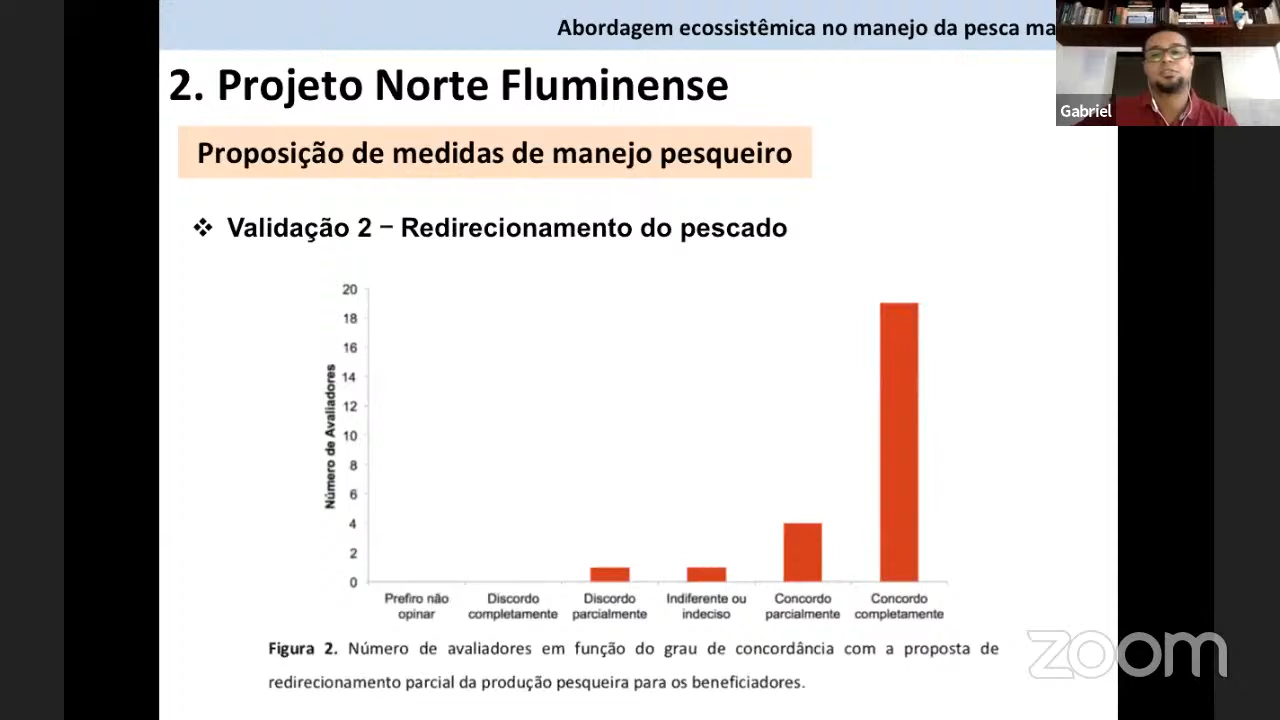 Abordagem ecossistêmica no manejo da pesca ma
Gabriel
2. Projeto Norte Fluminense
Proposição de medidas de manejo pesqueiro
❖ Validação 2 − Redirecionamento do pescado
Número de Avaliadores
20
18
16
14
12
10
8
6
4
2
0
Prefiro não
opinar
Discordo
completamente
Discordo
parcialmente
Indiferente ou
indeciso
Concordo
parcialmente
Concordo
completamente
Figura 2. Número de avaliadores em função do grau de concordância com a proposta de
redirecionamento parcial da produção pesqueira para os beneficiadores.
zoom